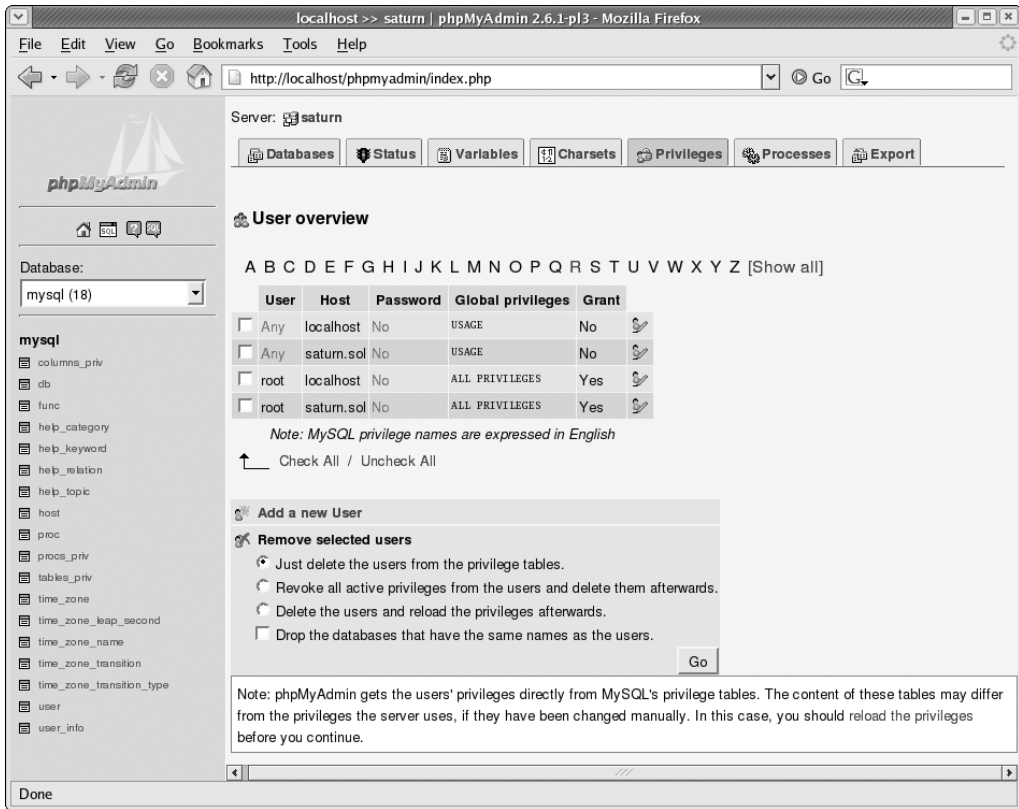 localhost >> saturn | phpMyAdmin 2.6.1-pl3 - Mozilla Firefox
File Edit View Go Bookmarks Tools Help
http://localhost/phpmyadmin/index.php Go G
phpMyAdmin
SQL
Database:
mysql (18)
mysql
columns_priv
db
func
help_category
help_keyword
help_relation
help_topic
host
proc
procs_priv
tables_priv
time_zone
time_zone_leap_second
time_zone_name
time_zone_transition
time_zone_transition_type
user
user_info
Server: saturn
Databases Status Variables Charsets Privileges Processes Export
User overview
A B C D E F G H I J K L M N O P Q R S T U V W X Y Z [Show all]
User Host Password Global privileges Grant
Any localhost No USAGE No
Any saturn.sol No USAGE No
root localhost No ALL PRIVILEGES Yes
root saturn.sol No ALL PRIVILEGES Yes
Note: MySQL privilege names are expressed in English
Check All / Uncheck All
Add a new User
Remove selected users
Just delete the users from the privilege tables.
Revoke all active privileges from the users and delete them afterwards.
Delete the users and reload the privileges afterwards.
Drop the databases that have the same names as the users.
Go
Note: phpMyAdmin gets the users' privileges directly from MySQL's privilege tables. The content of these tables may differ
from the privileges the server uses, if they have been changed manually. In this case, you should reload the privileges
before you continue.
Done